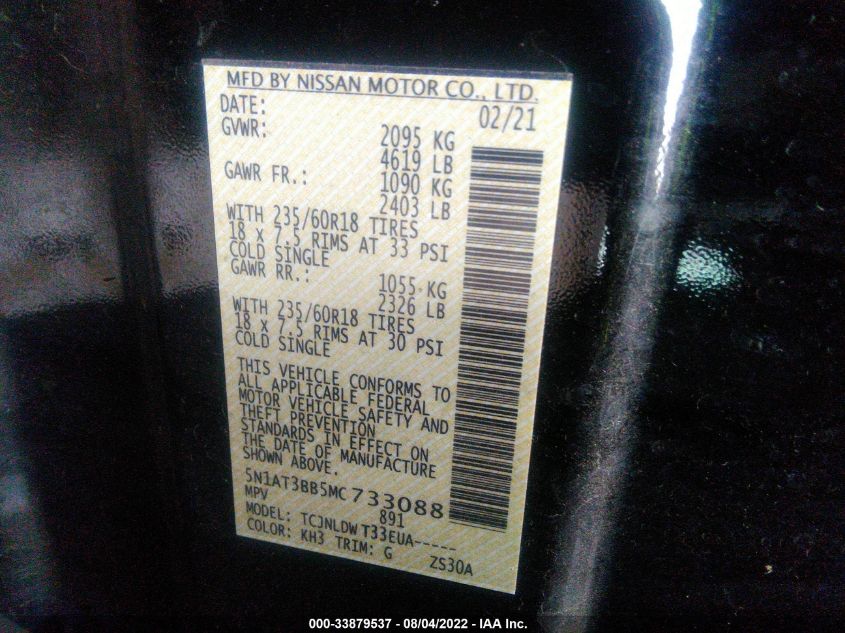 MFD BY NISSAN MOTOR CO., LTD.
DATE: 02/21
GVWR: 2095 KG
4619 LB
GAWR FR.: 1090 KG
2403 LB
WITH 235/60R18 TIRES
18 x 7.5 RIMS AT 33 PSI
COLD SINGLE
GAWR RR.: 1055 KG
2326 LB
WITH 235/60R18 TIRES
18 x 7.5 RIMS AT 30 PSI
COLD SINGLE
THIS VEHICLE CONFORMS TO
ALL APPLICABLE FEDERAL
MOTOR VEHICLE SAFETY AND
THEFT PREVENTION
STANDARDS IN EFFECT ON
THE DATE OF MANUFACTURE
SHOWN ABOVE.
5N1AT3BB5MC733088
MPV 891
MODEL: TCJNLDWT33EUA-----
COLOR: KH3 TRIM: G ZS30A
000-33879537 - 08/04/2022 - IAA Inc.